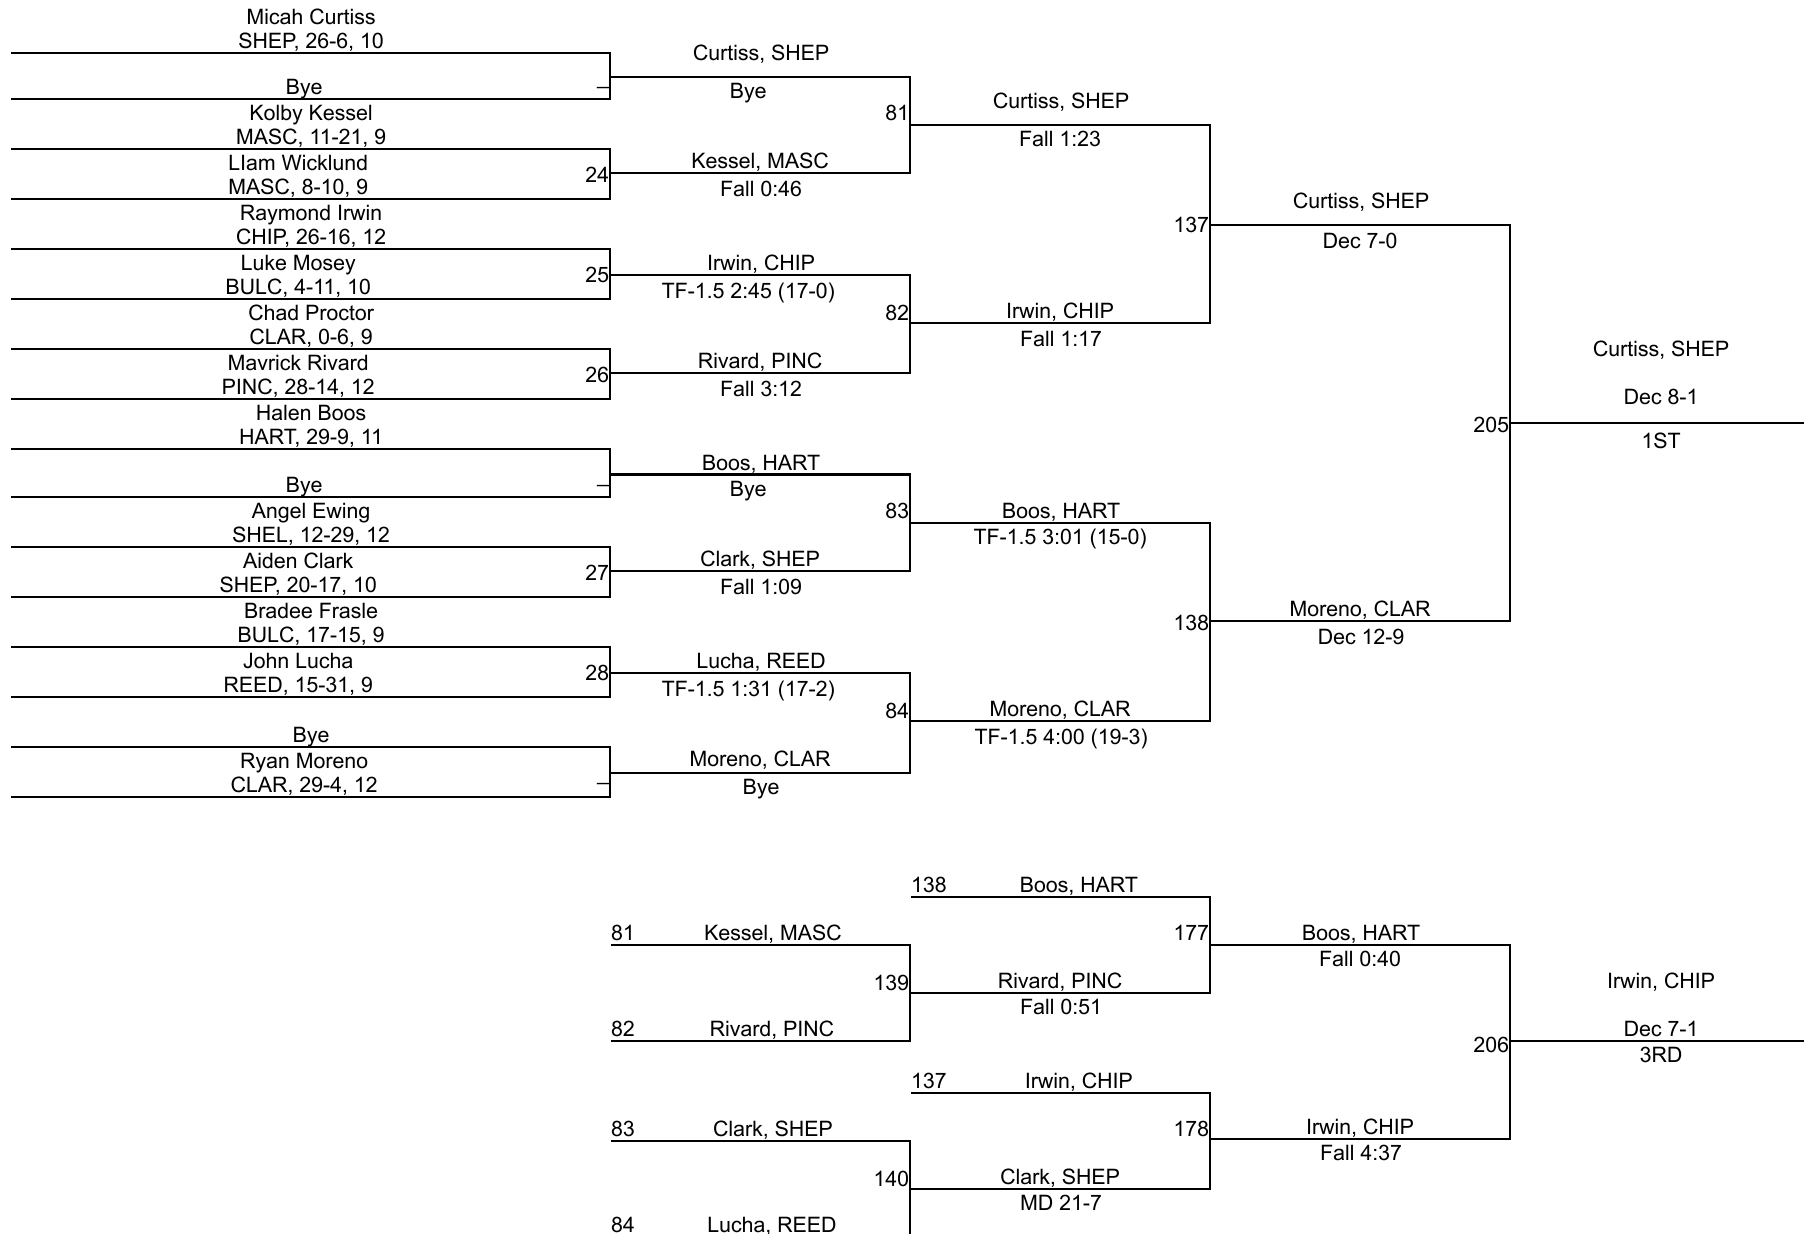 Micah Curtiss
SHEP, 26-6, 10
Bye
Kolby Kessel
MASC, 11-21, 9
LIam Wicklund
MASC, 8-10, 9
24
Raymond Irwin
CHIP, 26-16, 12
Luke Mosey
BULC, 4-11, 10
25
Chad Proctor
CLAR, 0-6, 9
Mavrick Rivard
PINC, 28-14, 12
26
Halen Boos
HART, 29-9, 11
Bye
Angel Ewing
SHEL, 12-29, 12
Aiden Clark
SHEP, 20-17, 10
27
Bradee Frasle
BULC, 17-15, 9
John Lucha
REED, 15-31, 9
28
Bye
Ryan Moreno
CLAR, 29-4, 12
Curtiss, SHEP
Bye
81
Kessel, MASC
Fall 0:46
Irwin, CHIP
TF-1.5 2:45 (17-0)
82
Rivard, PINC
Fall 3:12
Boos, HART
Bye
83
Clark, SHEP
Fall 1:09
Lucha, REED
TF-1.5 1:31 (17-2)
84
Moreno, CLAR
Bye
Curtiss, SHEP
Fall 1:23
137
Irwin, CHIP
Fall 1:17
Boos, HART
TF-1.5 3:01 (15-0)
138
Moreno, CLAR
TF-1.5 4:00 (19-3)
Curtiss, SHEP
Dec 7-0
205
Moreno, CLAR
Dec 12-9
Curtiss, SHEP
Dec 8-1
1ST
138 Boos, HART
81 Kessel, MASC
177
139
Rivard, PINC
Fall 0:51
82 Rivard, PINC
Boos, HART
Fall 0:40
137 Irwin, CHIP
83 Clark, SHEP
178
140
Clark, SHEP
MD 21-7
84 Lucha, REED
Irwin, CHIP
Fall 4:37
206
Irwin, CHIP
Dec 7-1
3RD